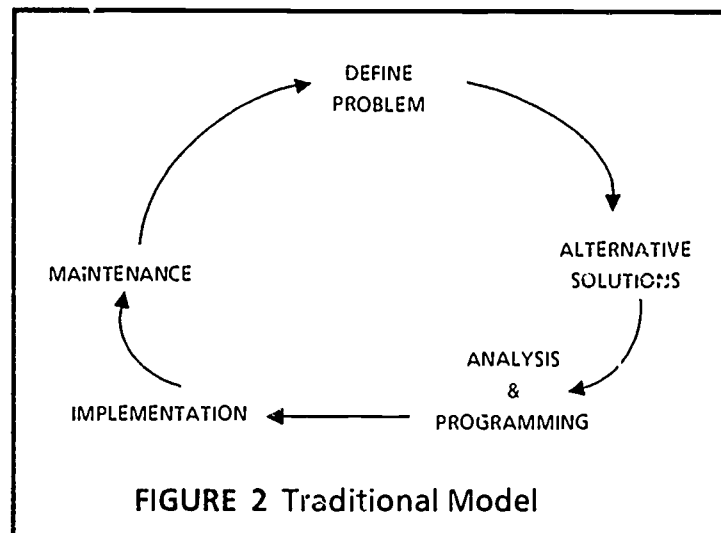 DEFINE
PROBLEM
ALTERNATIVE
SOLUTIONS
ANALYSIS
&
PROGRAMMING
IMPLEMENTATION
MAINTENANCE
FIGURE 2 Traditional Model